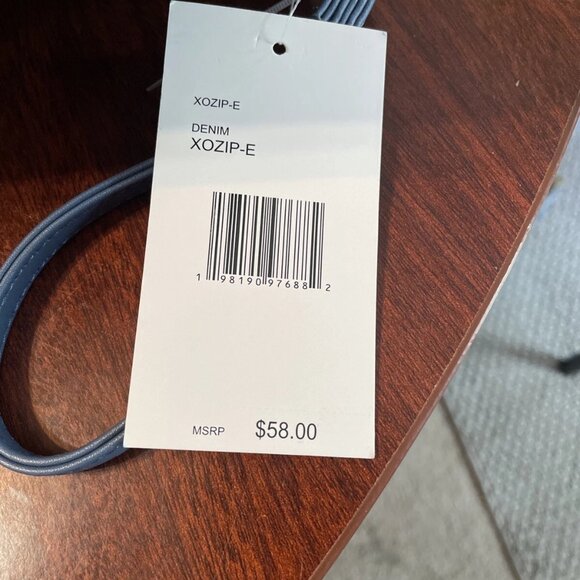 XOZIP-E
DENIM
XOZIP-E
1 98190 97688 2
MSRP $58.00